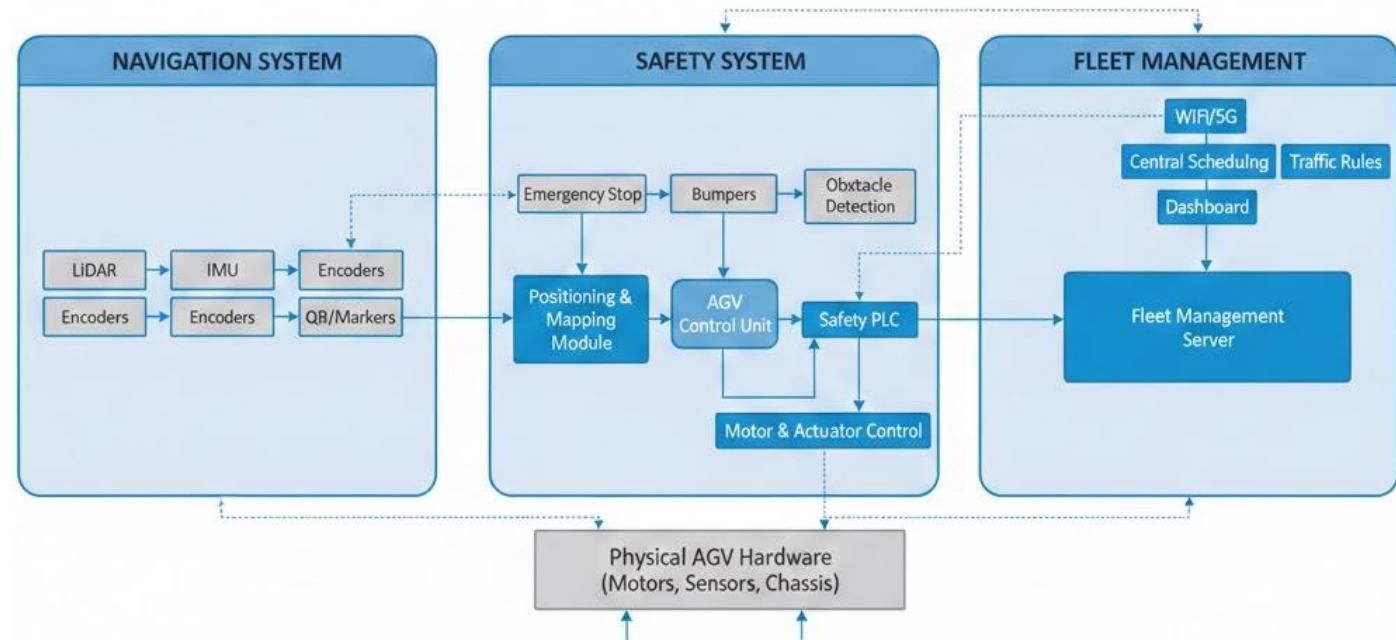 NAVIGATION SYSTEM
SAFETY SYSTEM
FLEET MANAGEMENT
LiDAR
IMU
Encoders
Encoders
Encoders
QB/Markers
Emergency Stop
Bumpers
Obxtacle
Detection
Positioning &
Mapping
Module
AGV
Control Unit
Safety PLC
Motor & Actuator Control
WIFI/5G
Central Schedulng
Traffic Rules
Dashboard
Fleet Management
Server
Physical AGV Hardware
(Motors, Sensors, Chassis)